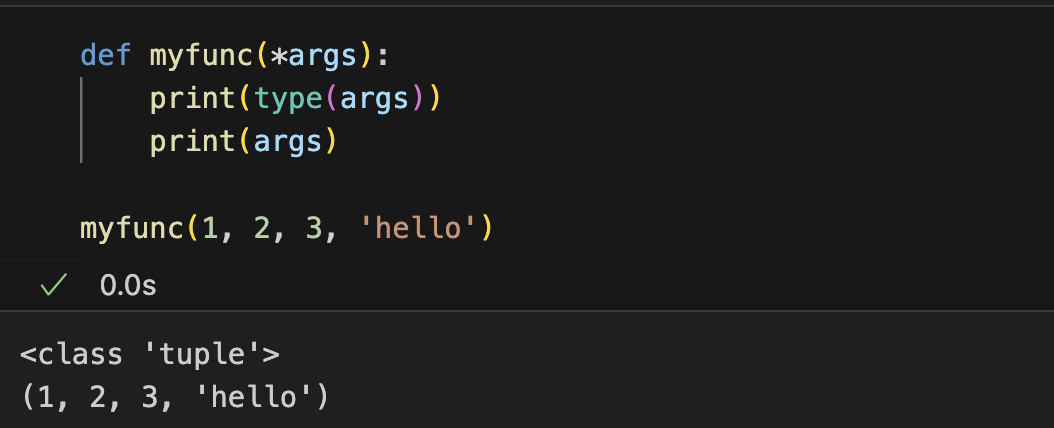 def myfunc(*args):
    print(type(args))
    print(args)
myfunc(1, 2, 3, 'hello')
0.0s
<class 'tuple'>
(1, 2, 3, 'hello')